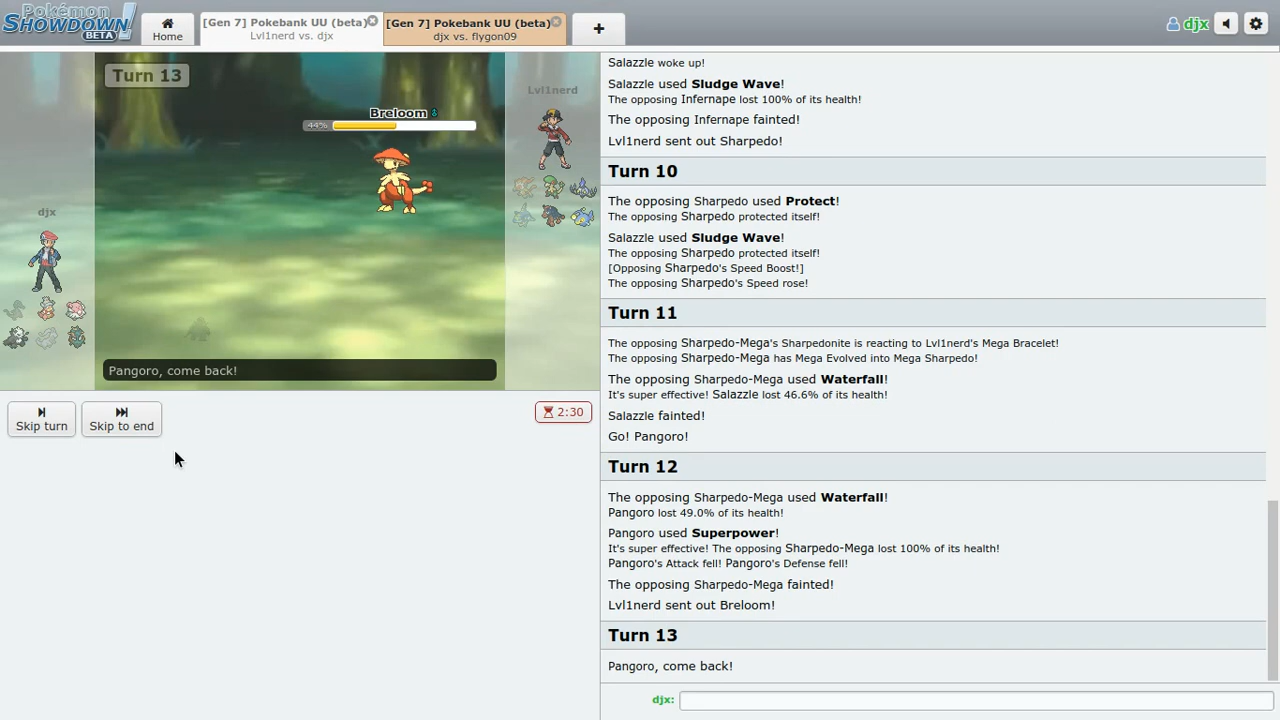 Pokémon
SHOWDOWN!
BETA
Home
[Gen 7] Pokebank UU (beta)
Lvl1nerd vs. djx
[Gen 7] Pokebank UU (beta)
djx vs. flygon09
djx
Turn 13
Breloom
44%
Lvl1nerd
djx
Pangoro, come back!
Skip turn
Skip to end
2:30
Salazzle woke up!
Salazzle used Sludge Wave!
The opposing Infernape lost 100% of its health!
The opposing Infernape fainted!
Lvl1nerd sent out Sharpedo!
Turn 10
The opposing Sharpedo used Protect!
The opposing Sharpedo protected itself!
Salazzle used Sludge Wave!
The opposing Sharpedo protected itself!
[Opposing Sharpedo's Speed Boost!]
The opposing Sharpedo's Speed rose!
Turn 11
The opposing Sharpedo-Mega's Sharpedonite is reacting to Lvl1nerd's Mega Bracelet!
The opposing Sharpedo-Mega has Mega Evolved into Mega Sharpedo!
The opposing Sharpedo-Mega used Waterfall!
It's super effective! Salazzle lost 46.6% of its health!
Salazzle fainted!
Go! Pangoro!
Turn 12
The opposing Sharpedo-Mega used Waterfall!
Pangoro lost 49.0% of its health!
Pangoro used Superpower!
It's super effective! The opposing Sharpedo-Mega lost 100% of its health!
Pangoro's Attack fell! Pangoro's Defense fell!
The opposing Sharpedo-Mega fainted!
Lvl1nerd sent out Breloom!
Turn 13
Pangoro, come back!
djx: